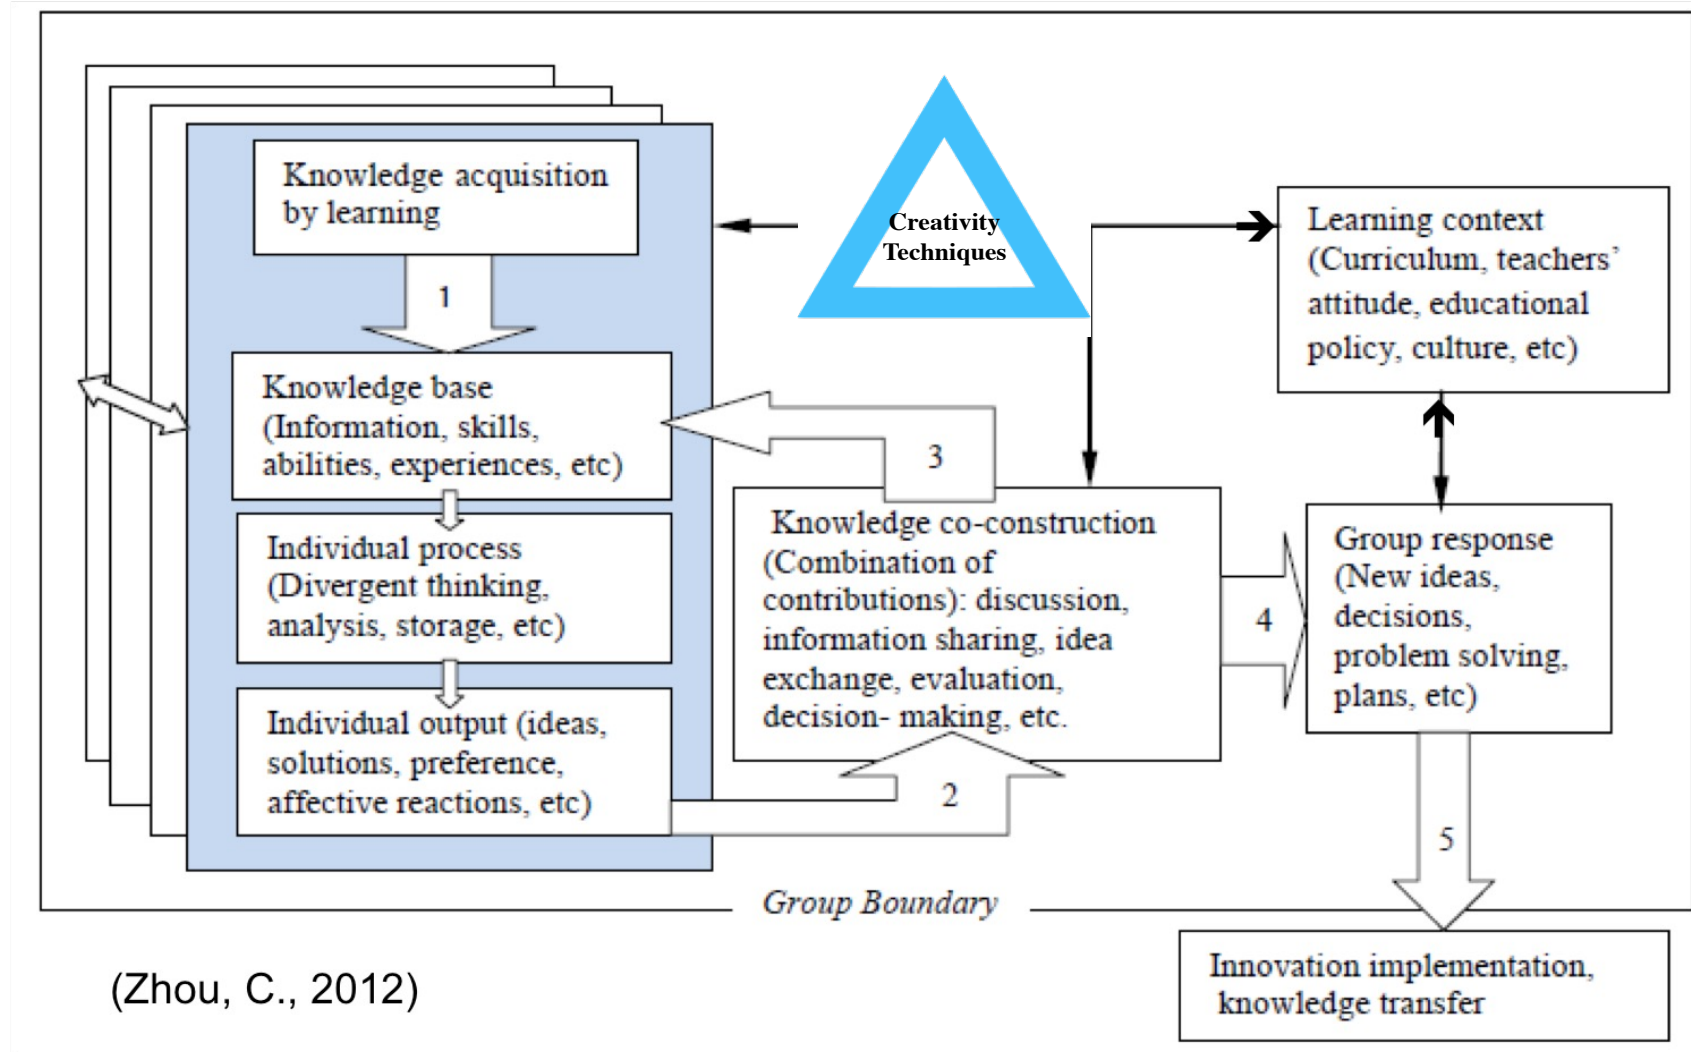 Knowledge acquisition
by learning
1
Knowledge base
(Information, skills,
abilities, experiences, etc)
Individual process
(Divergent thinking,
analysis, storage, etc)
Individual output (ideas,
solutions, preference,
affective reactions, etc)
Creativity
Techniques
3
Knowledge co-construction
(Combination of
contributions): discussion,
information sharing, idea
exchange, evaluation,
decision- making, etc.
2
Learning context
(Curriculum, teachers’
attitude, educational
policy, culture, etc)
4
Group response
(New ideas,
decisions,
problem solving,
plans, etc)
5
Group Boundary
Innovation implementation,
knowledge transfer
(Zhou, C., 2012)